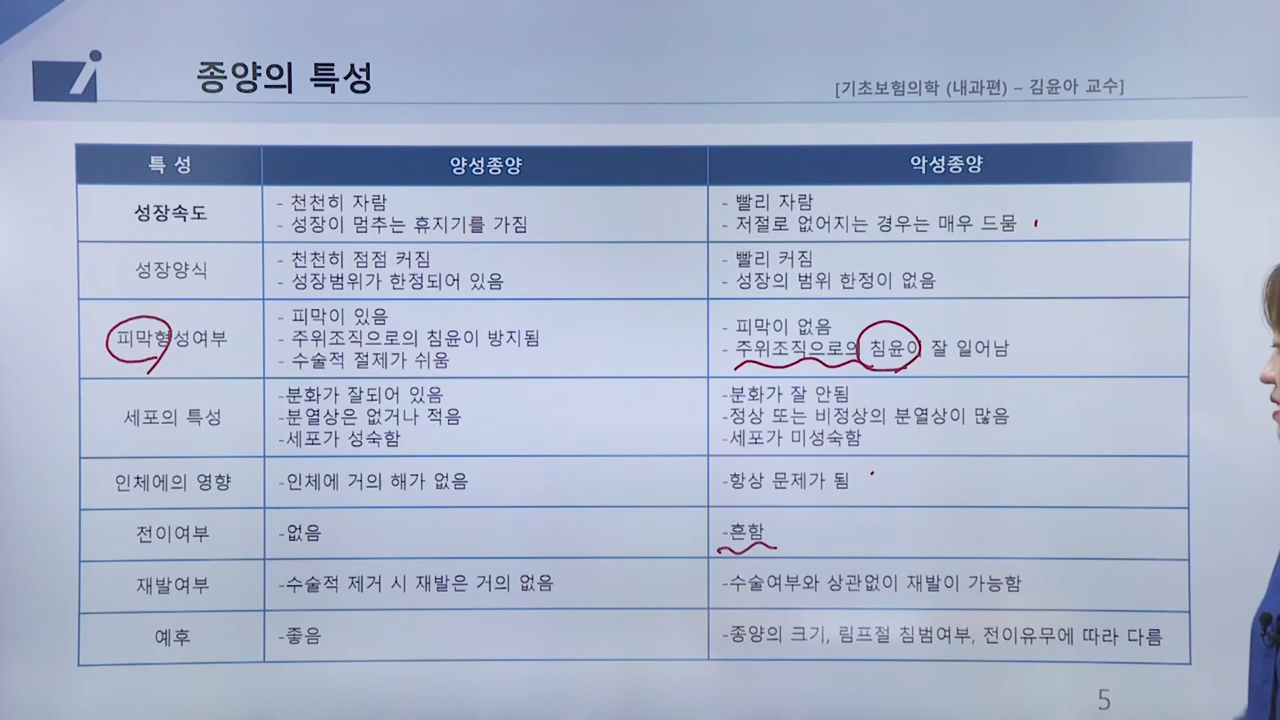 종양의 특성
[기초보험의학 (내과편) – 김윤아 교수]
특 성 양성종양 악성종양
성장속도
- 천천히 자람
- 성장이 멈추는 휴지기를 가짐
- 빨리 자람
- 저절로 없어지는 경우는 매우 드뭄
성장양식
- 천천히 점점 커짐
- 성장범위가 한정되어 있음
- 빨리 커짐
- 성장의 범위 한정이 없음
피막형성여부
- 피막이 있음
- 주위조직으로의 침윤이 방지됨
- 수술적 절제가 쉬움
- 피막이 없음
- 주위조직으로의 침윤이 잘 일어남
세포의 특성
-분화가 잘되어 있음
-분열상은 없거나 적음
-세포가 성숙함
-분화가 잘 안됨
-정상 또는 비정상의 분열상이 많음
-세포가 미성숙함
인체에의 영향
-인체에 거의 해가 없음
-항상 문제가 됨
전이여부
-없음
-흔함
재발여부
-수술적 제거 시 재발은 거의 없음
-수술여부와 상관없이 재발이 가능함
예후
-좋음
-종양의 크기, 림프절 침범여부, 전이유무에 따라 다름
5